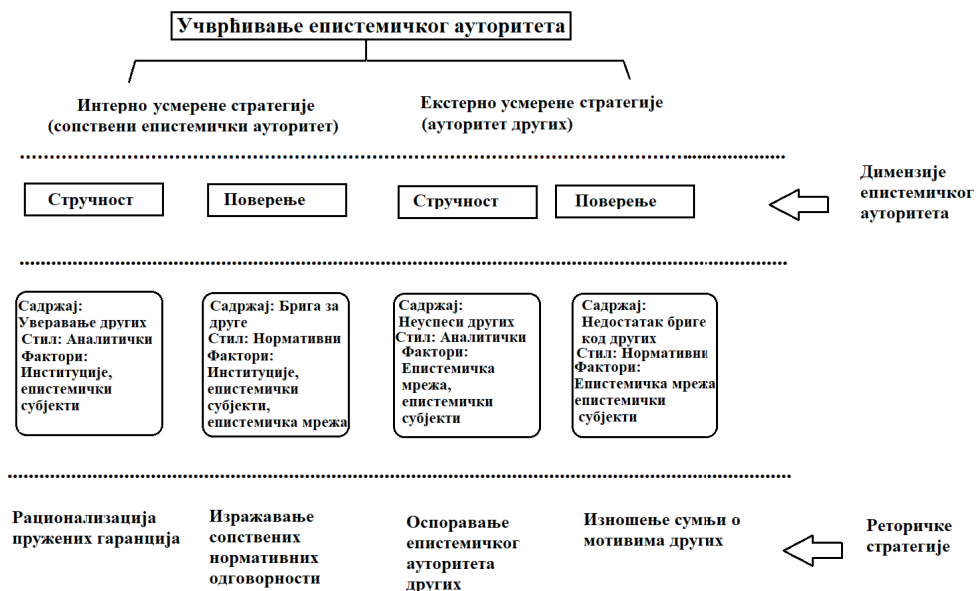 Учврћивање епистемичког ауторитета
Интерно усмерене стратегије
(сопствени епистемички ауторитет)
Екстерно усмерене стратегије
(ауторитет других)
Стручност
Поверење
Стручност
Поверење
Димензије
епистемичког
ауторитета
Садржај:
Уверавање других
Стил: Аналитички
Фактори:
Институције,
епистемички
субјекти
Садржај: Брига за
друге
Стил: Нормативни
Фактори:
Институције,
епистемички
субјекти,
епистемичка мрежа
Садржај:
Неуспеси других
Стил: Аналитички
Фактори:
Епистемичка
мрежа,
епистемички
субјекти
Садржај:
Недостатак бриге
код других
Стил: Нормативни
Фактори:
Епистемичка мрежа
епистемички
субјекти
Рационализација
пружених гаранција
Изражавање
сопствених
нормативних
одговорности
Оспоравање
епистемичког
ауторитета
других
Изношење сумњи о
мотивима других
Реторичке
стратегије